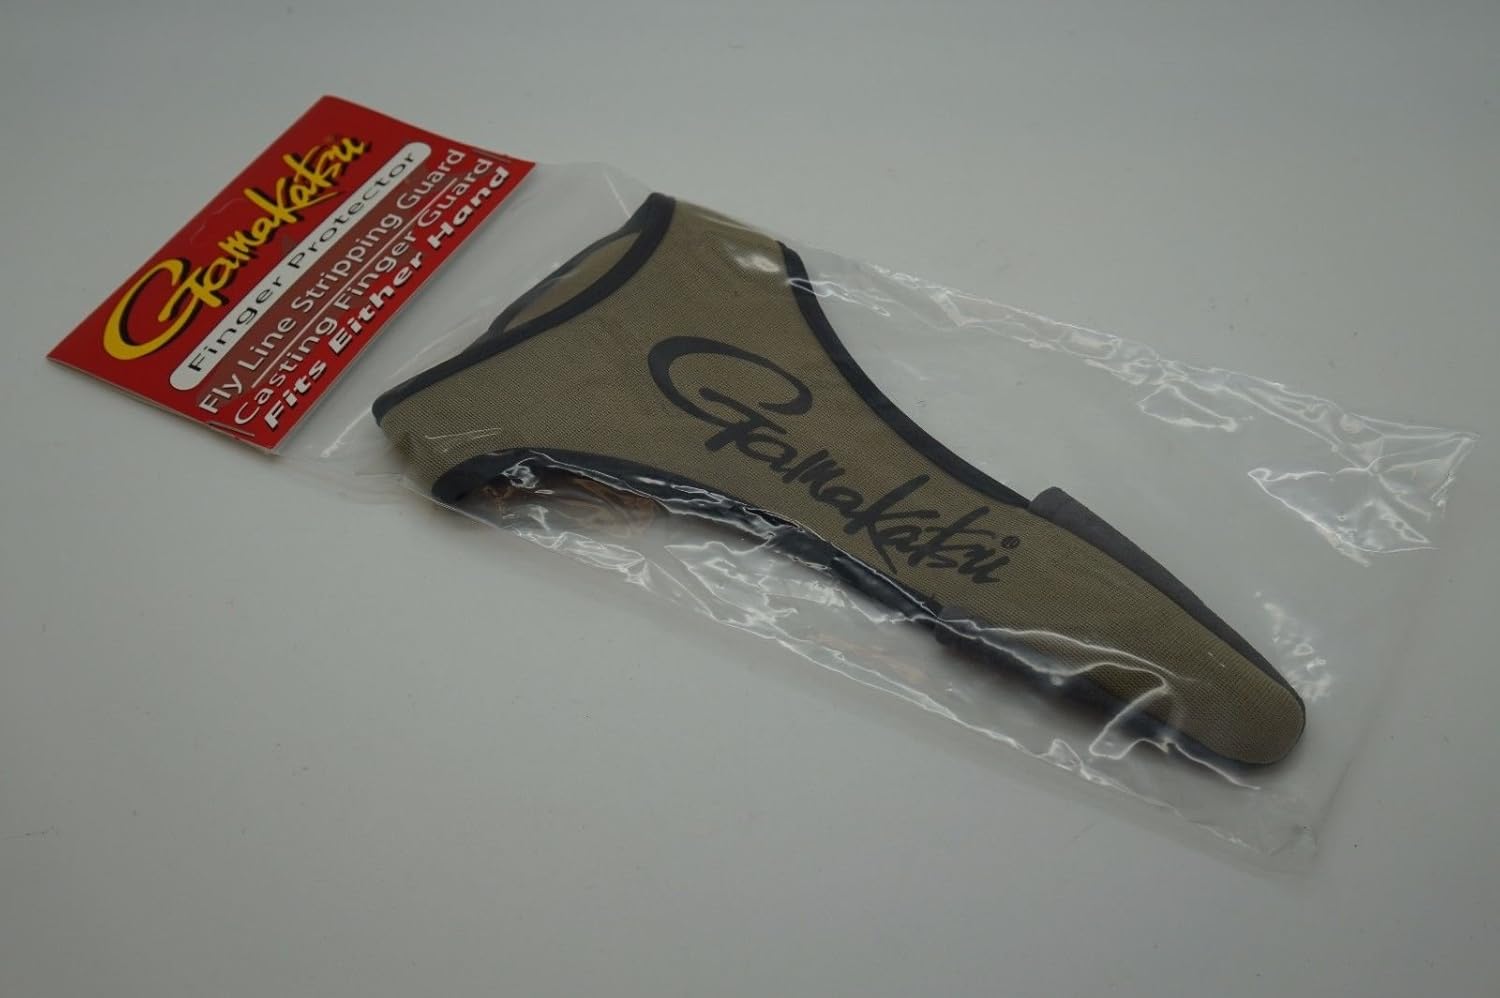 Gamakatsu
Finger Protector
Fly Line Stripping Guard
Casting Finger Guard
Fits Either Hand
Gamakatsu®